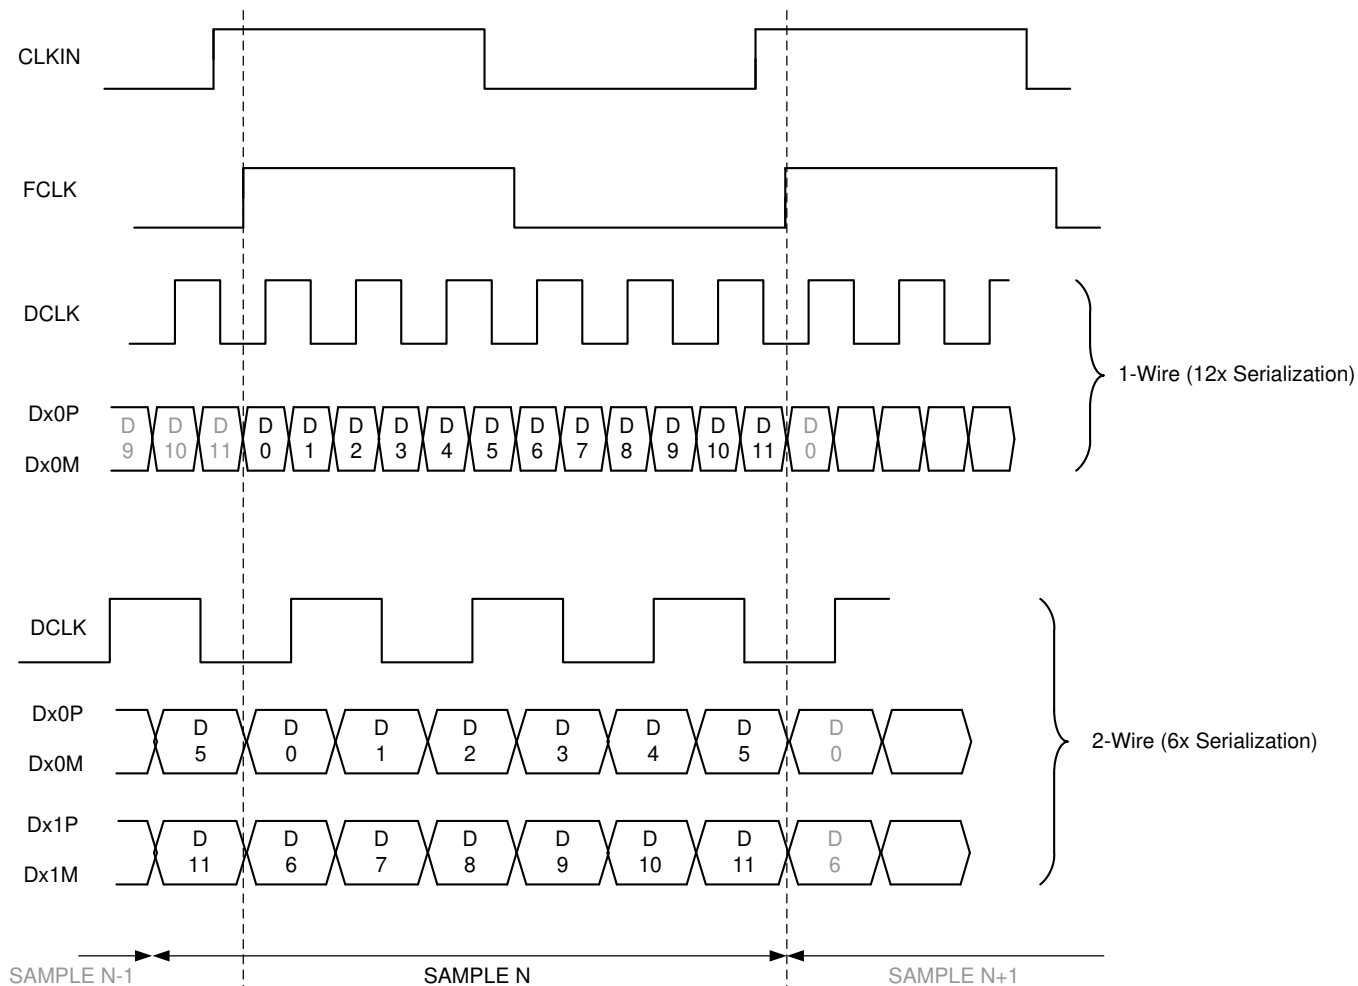 CLKIN
FCLK
DCLK
1-Wire (12x Serialization)
Dx0P
Dx0M
D D D D D D D D D D D D D D D D
9 10 11 0 1 2 3 4 5 6 7 8 9 10 11 0
DCLK
Dx0P
Dx0M
D D D D D D D D
5 0 1 2 3 4 5 0
2-Wire (6x Serialization)
Dx1P
Dx1M
D D D D D D D D
11 6 7 8 9 10 11 6
SAMPLE N-1 SAMPLE N SAMPLE N+1